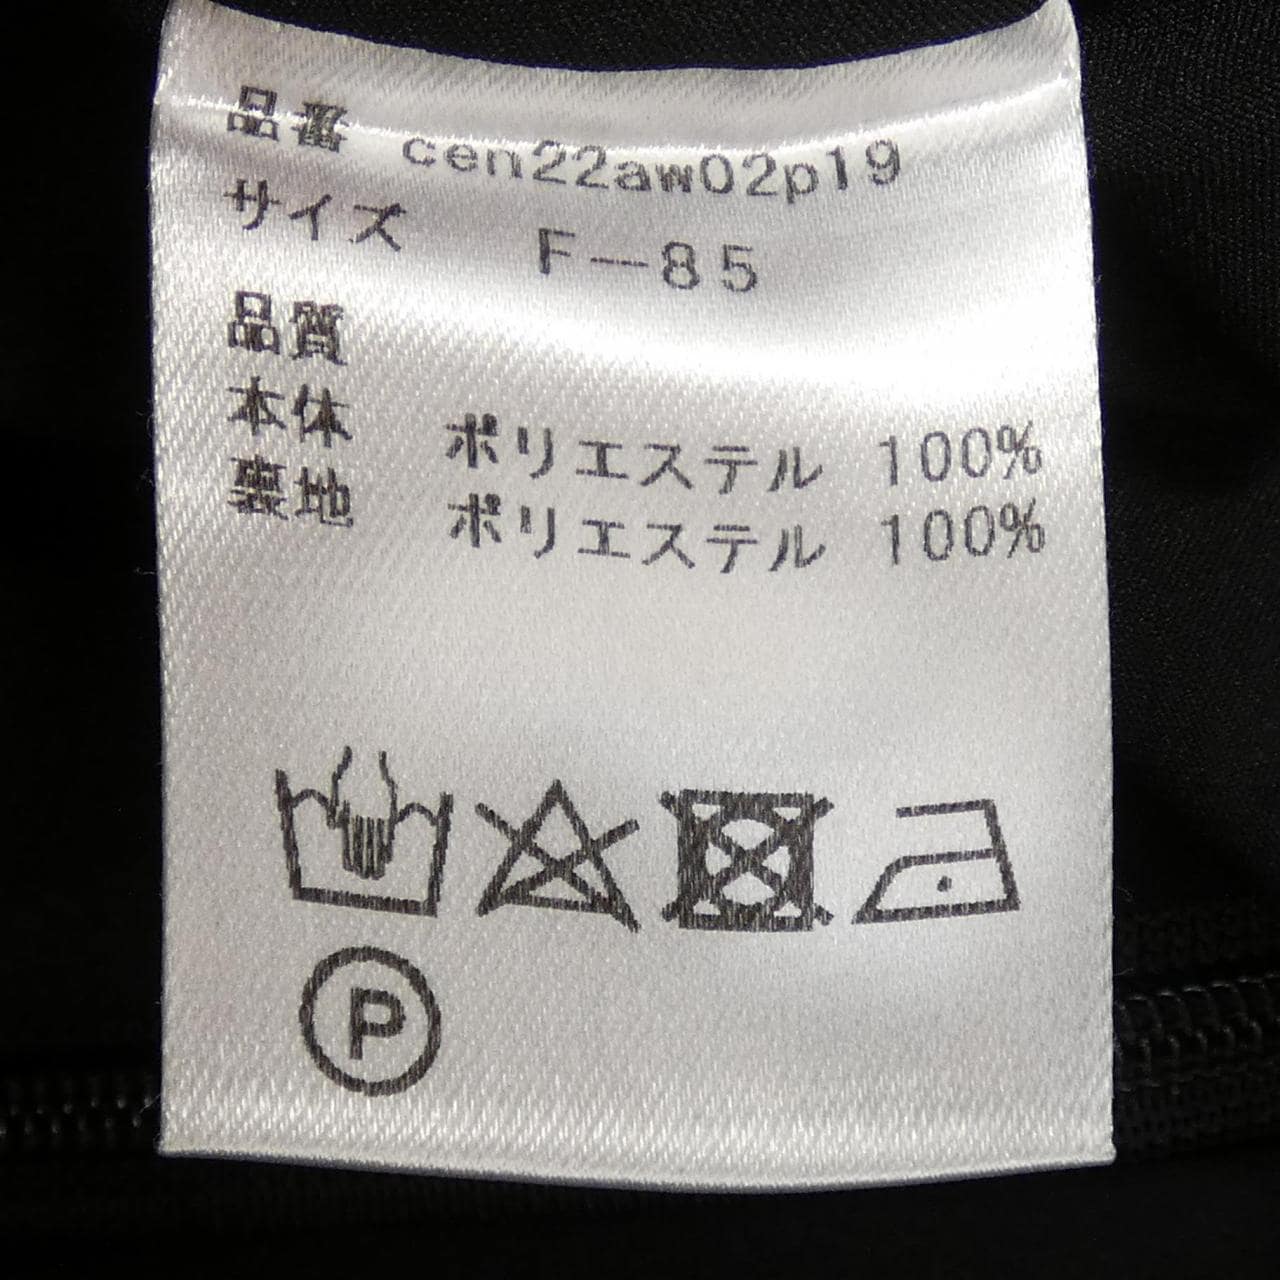 品番 cen22aw02p19
サイズ F－85
品質
本体 ポリエステル 100%
裏地 ポリエステル 100%
P